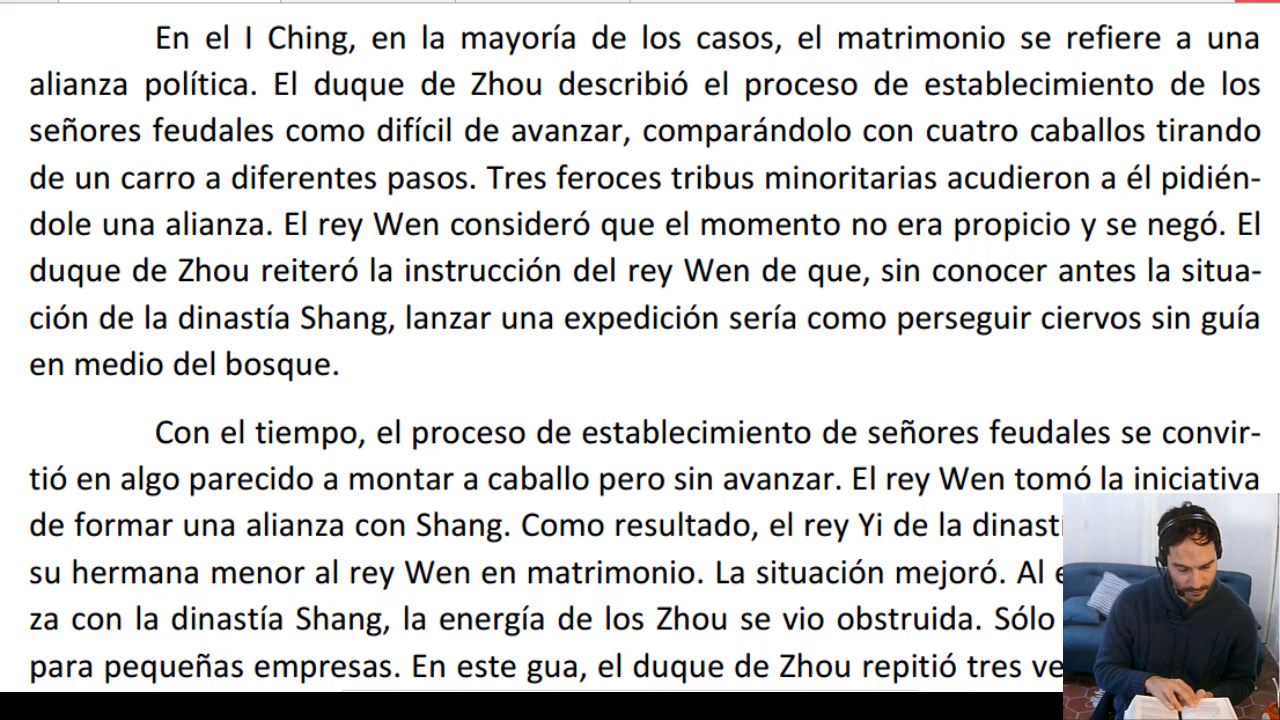 En el I Ching, en la mayoría de los casos, el matrimonio se refiere a una
alianza política. El duque de Zhou describió el proceso de establecimiento de los
señores feudales como difícil de avanzar, comparándolo con cuatro caballos tirando
de un carro a diferentes pasos. Tres feroces tribus minoritarias acudieron a él pidién-
dole una alianza. El rey Wen consideró que el momento no era propicio y se negó. El
duque de Zhou reiteró la instrucción del rey Wen de que, sin conocer antes la situa-
ción de la dinastía Shang, lanzar una expedición sería como perseguir ciervos sin guía
en medio del bosque.
Con el tiempo, el proceso de establecimiento de señores feudales se convir-
tió en algo parecido a montar a caballo pero sin avanzar. El rey Wen tomó la iniciativa
de formar una alianza con Shang. Como resultado, el rey Yi de la
su hermana menor al rey Wen en matrimonio. La situación mejoró. Al
za con la dinastía Shang, la energía de los Zhou se vio obstruida. Sólo
para pequeñas empresas. En este gua, el duque de Zhou repitió tres